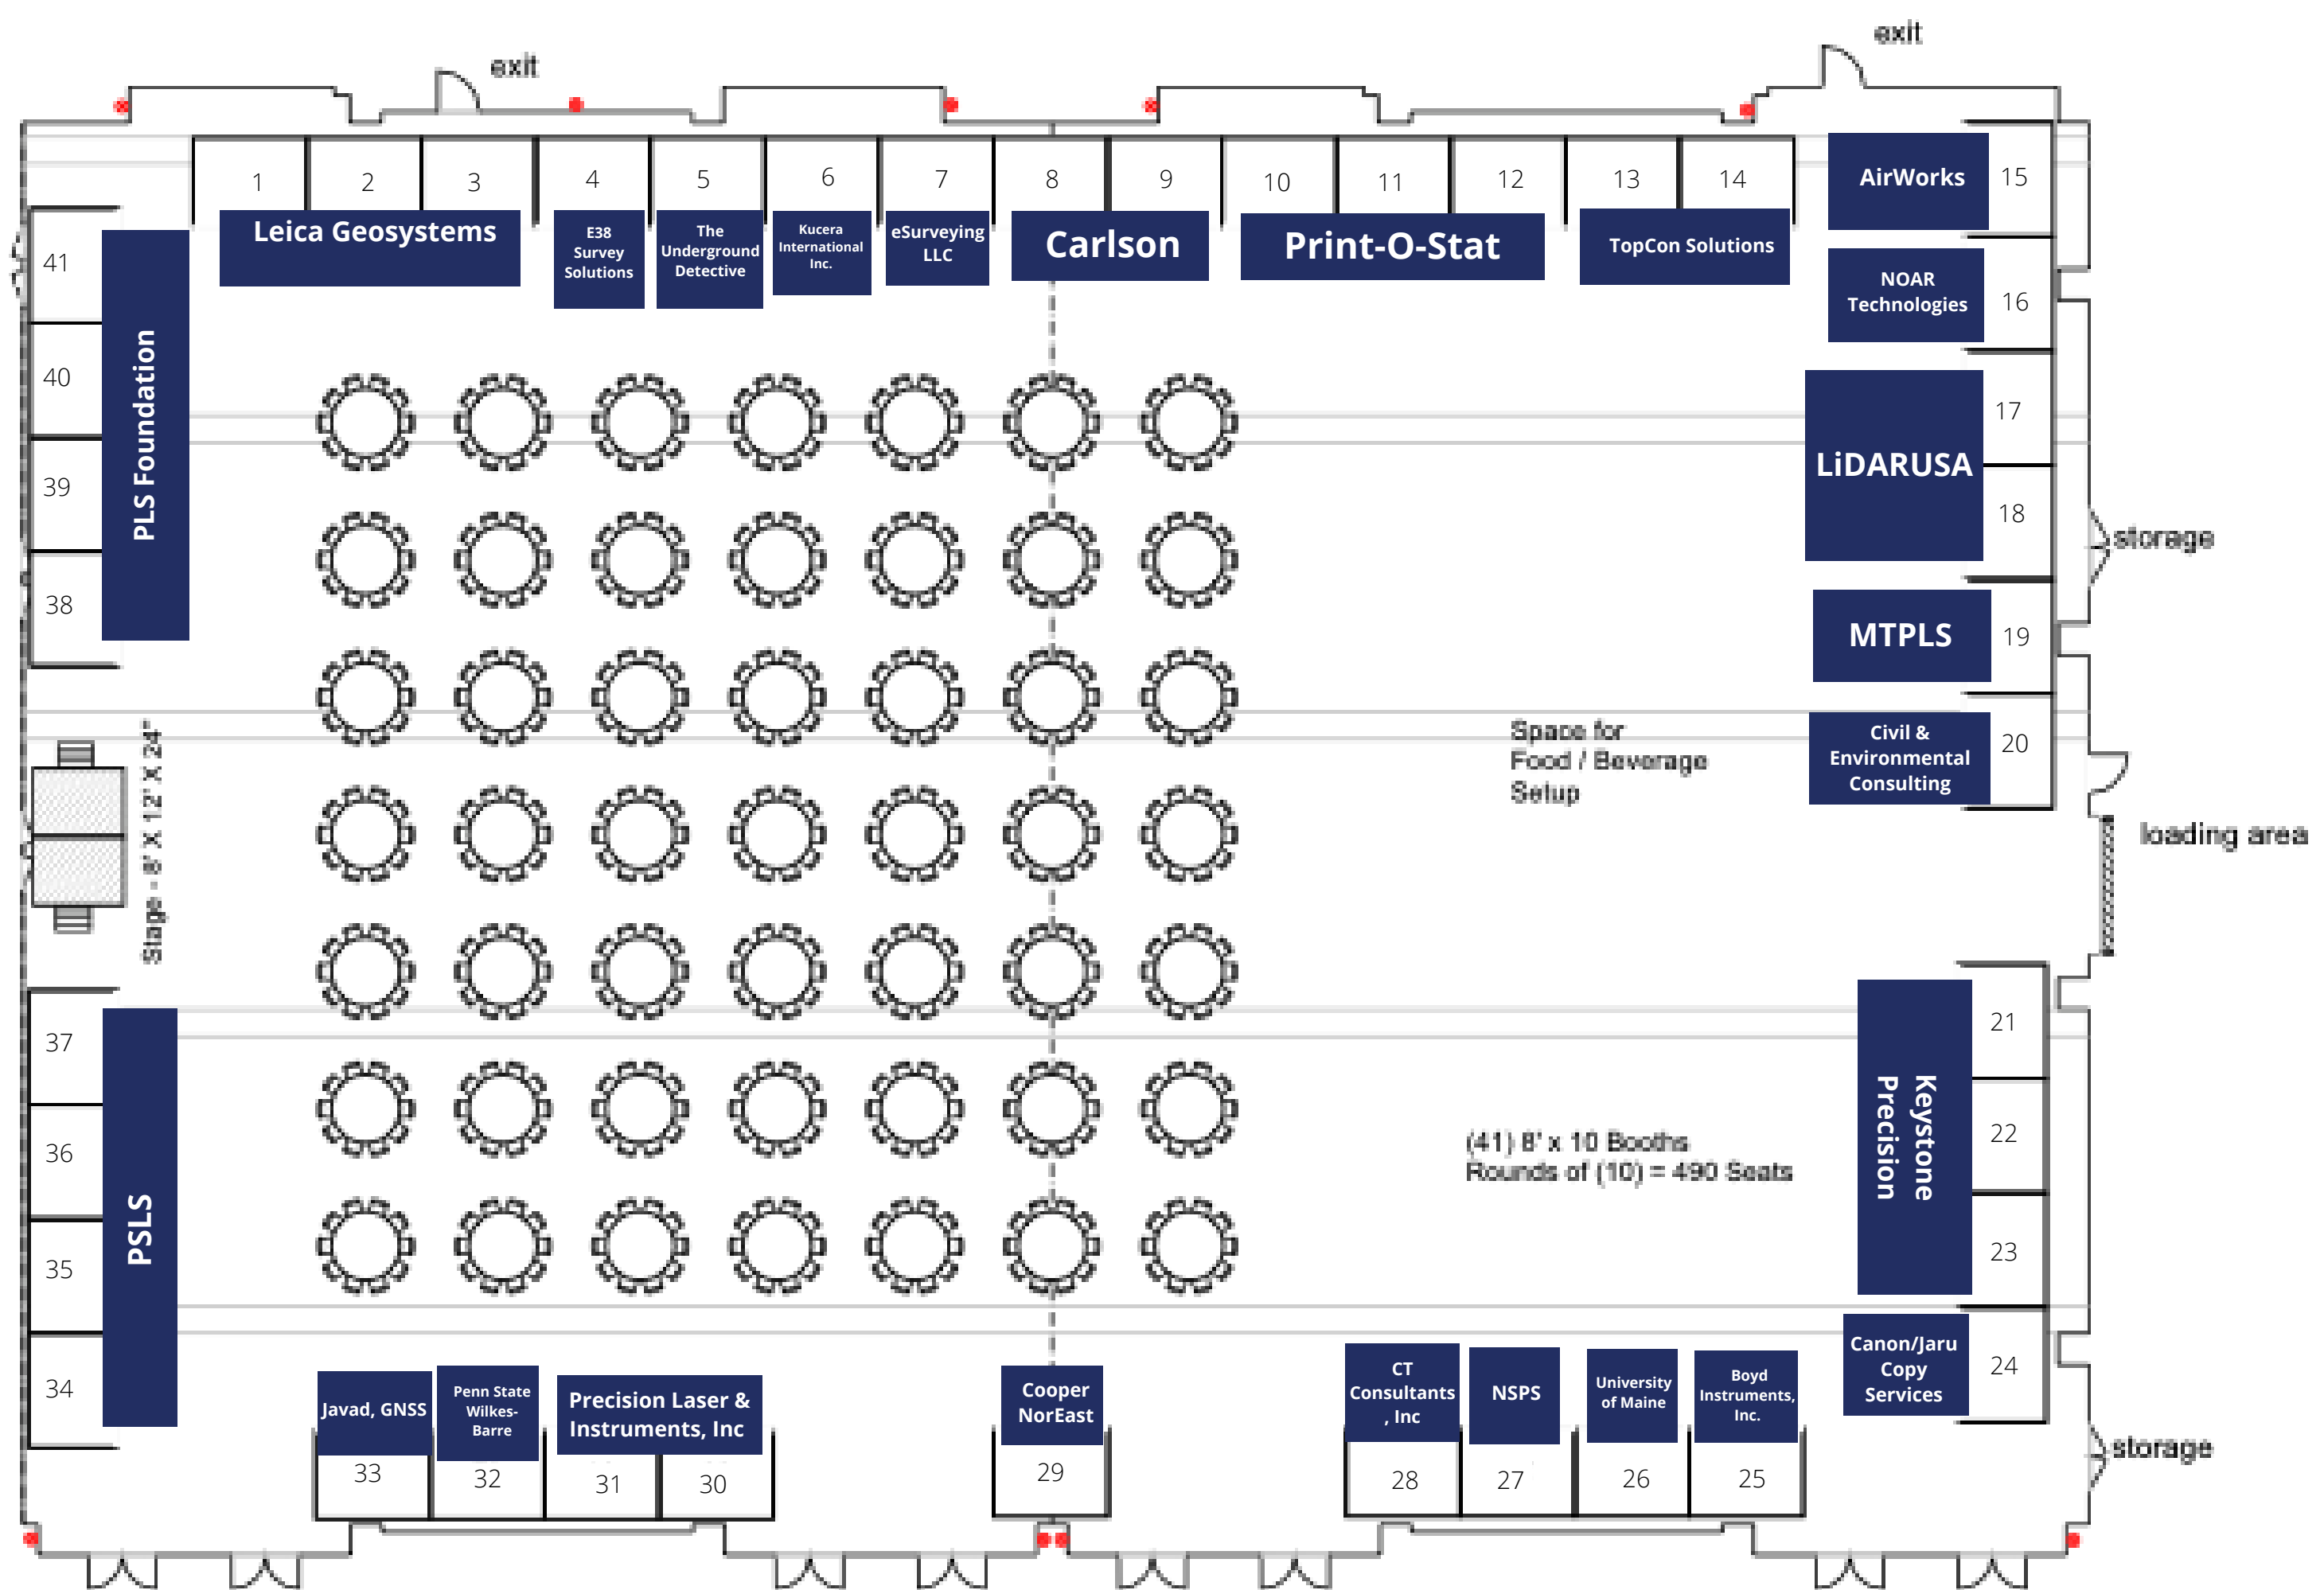 exit
exit
1
2
3
4
5
6
7
8
9
10
11
12
13
14
Leica Geosystems
E38
Survey
Solutions
The
Underground
Detective
Kucera
International
Inc.
eSurveying
LLC
Carlson
Print-O-Stat
TopCon Solutions
AirWorks
15
NOAR
Technologies
16
LiDARUSA
17
18
storage
MTPLS
19
Civil &
Environmental
Consulting
20
loading area
41
40
39
38
PLS Foundation
Stage - 8' X 12' X 24"
Space for
Food / Beverage
Setup
37
36
35
34
PSLS
(41) 8' x 10 Booths
Rounds of (10) = 490 Seats
Keystone
Precision
21
22
23
Canon/Jaru
Copy
Services
24
storage
Javad, GNSS
33
Penn State
Wilkes-
Barre
32
Precision Laser &
Instruments, Inc
31
30
Cooper
NorEast
29
CT
Consultants
, Inc
28
NSPS
27
University
of Maine
26
Boyd
Instruments,
Inc.
25